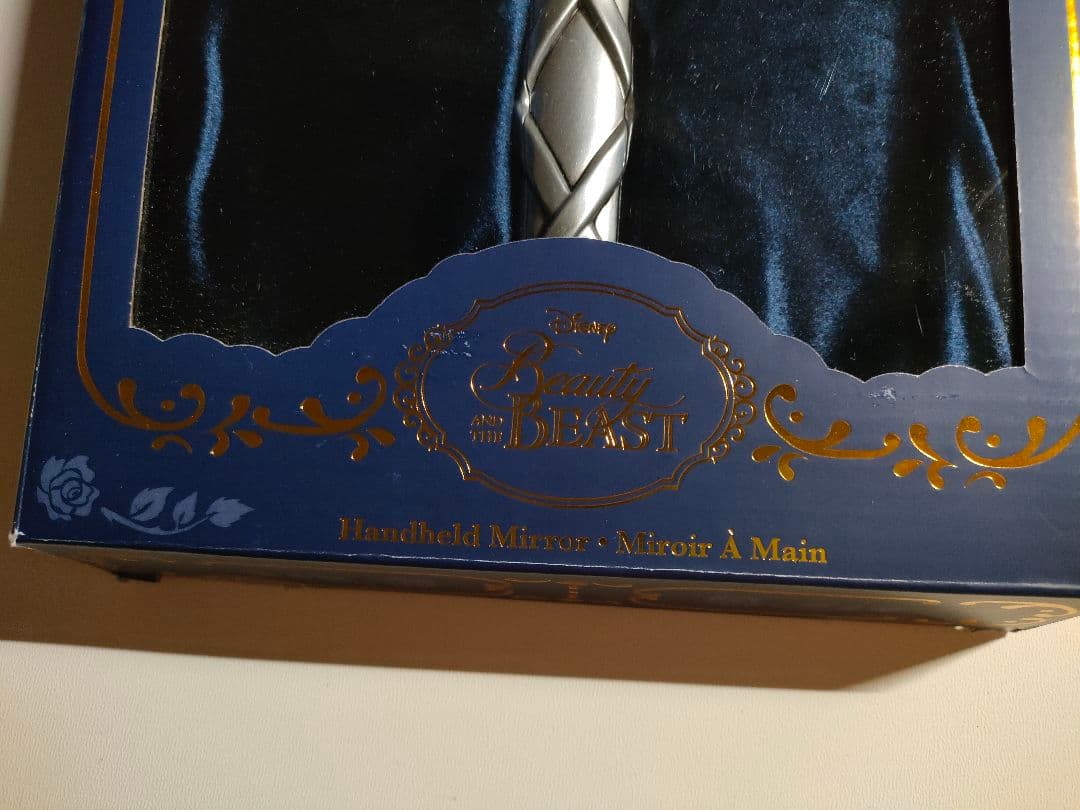 Disney
Beauty
AND THE BEAST
Handheld Mirror • Miroir À Main